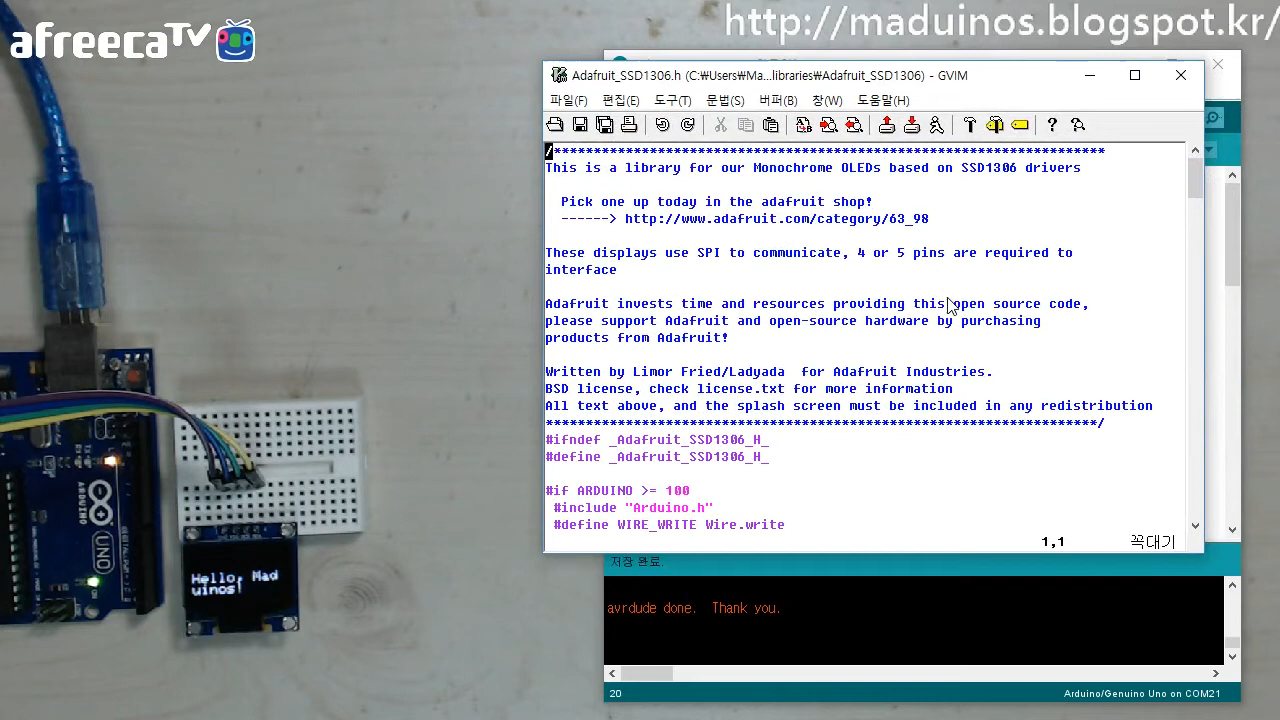 afreecaTV
http://maduinos.blogspot.kr/
Adafruit_SSD1306.h (C:₩Users₩Ma...libraries₩Adafruit_SSD1306) - GVIM
파일(F) 편집(E) 도구(T) 문법(S) 버퍼(B) 창(W) 도움말(H)
/*********************************************************************
This is a library for our Monochrome OLEDs based on SSD1306 drivers
Pick one up today in the adafruit shop!
------> http://www.adafruit.com/category/63_98
These displays use SPI to communicate, 4 or 5 pins are required to
interface
Adafruit invests time and resources providing this open source code,
please support Adafruit and open-source hardware by purchasing
products from Adafruit!
Written by Limor Fried/Ladyada  for Adafruit Industries.
BSD license, check license.txt for more information
All text above, and the splash screen must be included in any redistribution
*********************************************************************/
#ifndef _Adafruit_SSD1306_H_
#define _Adafruit_SSD1306_H_
#if ARDUINO >= 100
#include "Arduino.h"
#define WIRE_WRITE Wire.write
1,1 꼭대기
저장 완료.
avrdude done.  Thank you.
20 Arduino/Genuino Uno on COM21
ARDUINO
UNO
Hello, Mad
uinos!